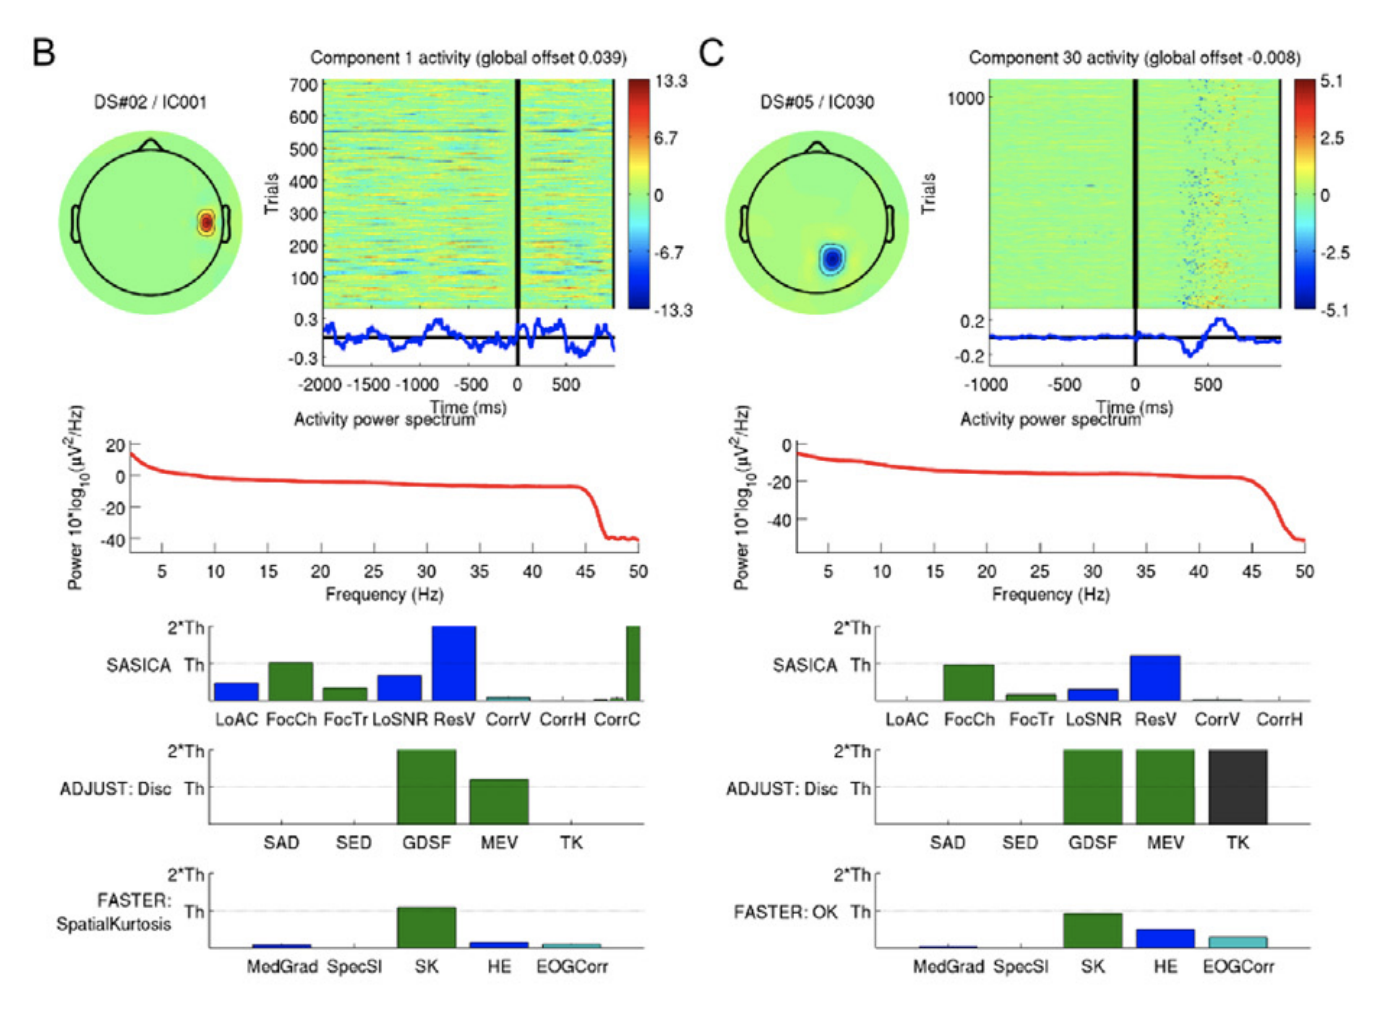 B
Component 1 activity (global offset 0.039)
DS#02 / IC001
Trials
700
600
500
400
300
200
100
13.3
6.7
0
-6.7
-13.3
0.3
-0.3
-2000 -1500 -1000 -500 0 500
Time (ms)
Activity power spectrum
Power 10*log10(µV2/Hz)
20
0
-20
-40
5 10 15 20 25 30 35 40 45 50
Frequency (Hz)
SASICA
2*Th
Th
LoAC FocCh FocTr LoSNR ResV CorrV CorrH CorrC
ADJUST: Disc
2*Th
Th
SAD SED GDSF MEV TK
FASTER:
SpatialKurtosis
2*Th
Th
MedGrad SpecSl SK HE EOGCorr
C
Component 30 activity (global offset -0.008)
DS#05 / IC030
Trials
1000
5.1
2.5
0
-2.5
-5.1
0.2
-0.2
-1000 -500 0 500
Time (ms)
Activity power spectrum
Power 10*log10(µV2/Hz)
0
-20
-40
5 10 15 20 25 30 35 40 45 50
Frequency (Hz)
SASICA
2*Th
Th
LoAC FocCh FocTr LoSNR ResV CorrV CorrH
ADJUST: Disc
2*Th
Th
SAD SED GDSF MEV TK
FASTER: OK
2*Th
Th
MedGrad SpecSl SK HE EOGCorr